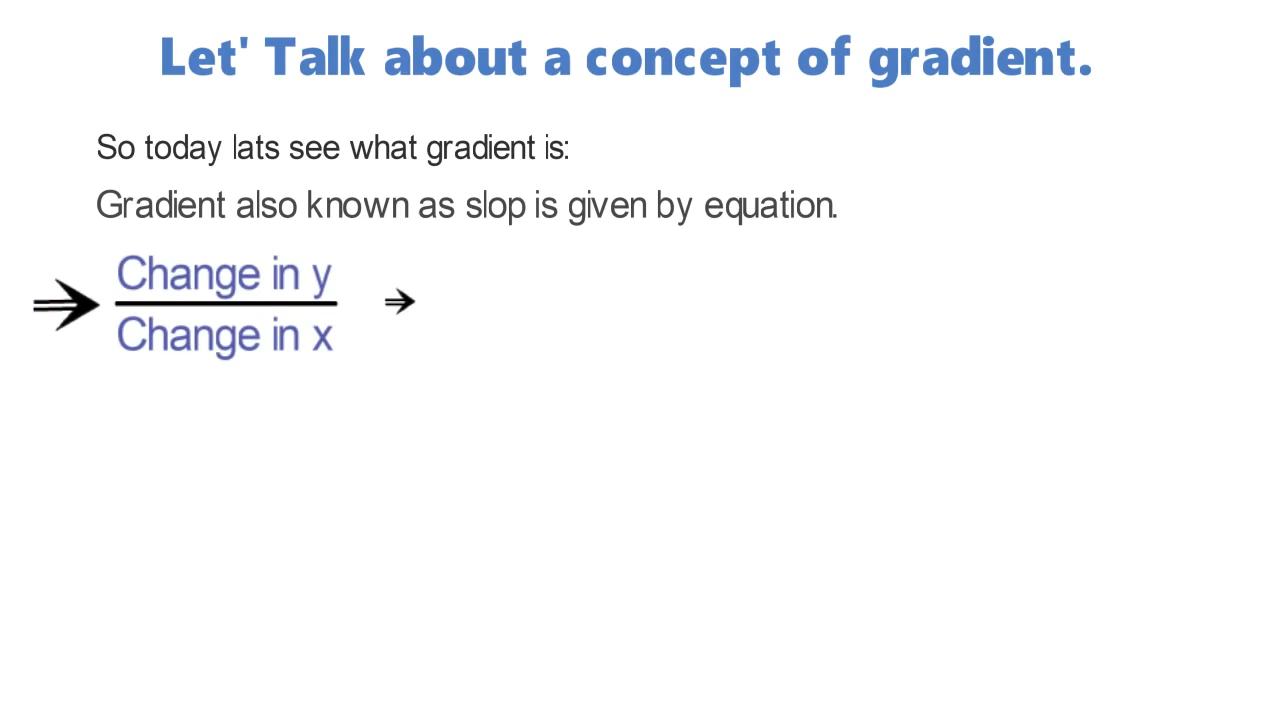 Let' Talk about a concept of gradient.
So today lats see what gradient is:
Gradient also known as slop is given by equation.
⇒ Change in y ⇒
Change in x